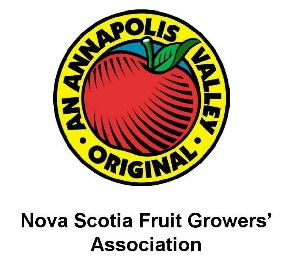 AN ANNAPOLIS VALLEY
• ORIGINAL •
Nova Scotia Fruit Growers'
Association